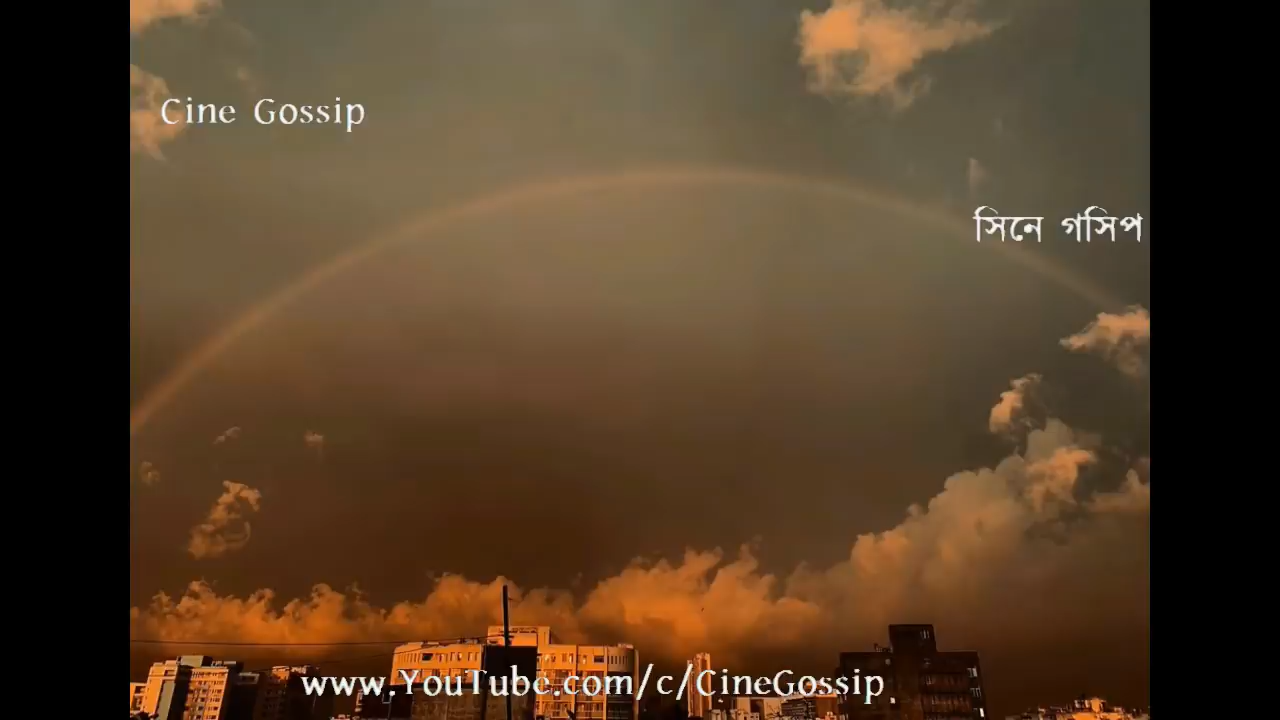 Cine Gossip
সিনে গসিপ
www.YouTube.com/c/CineGossip